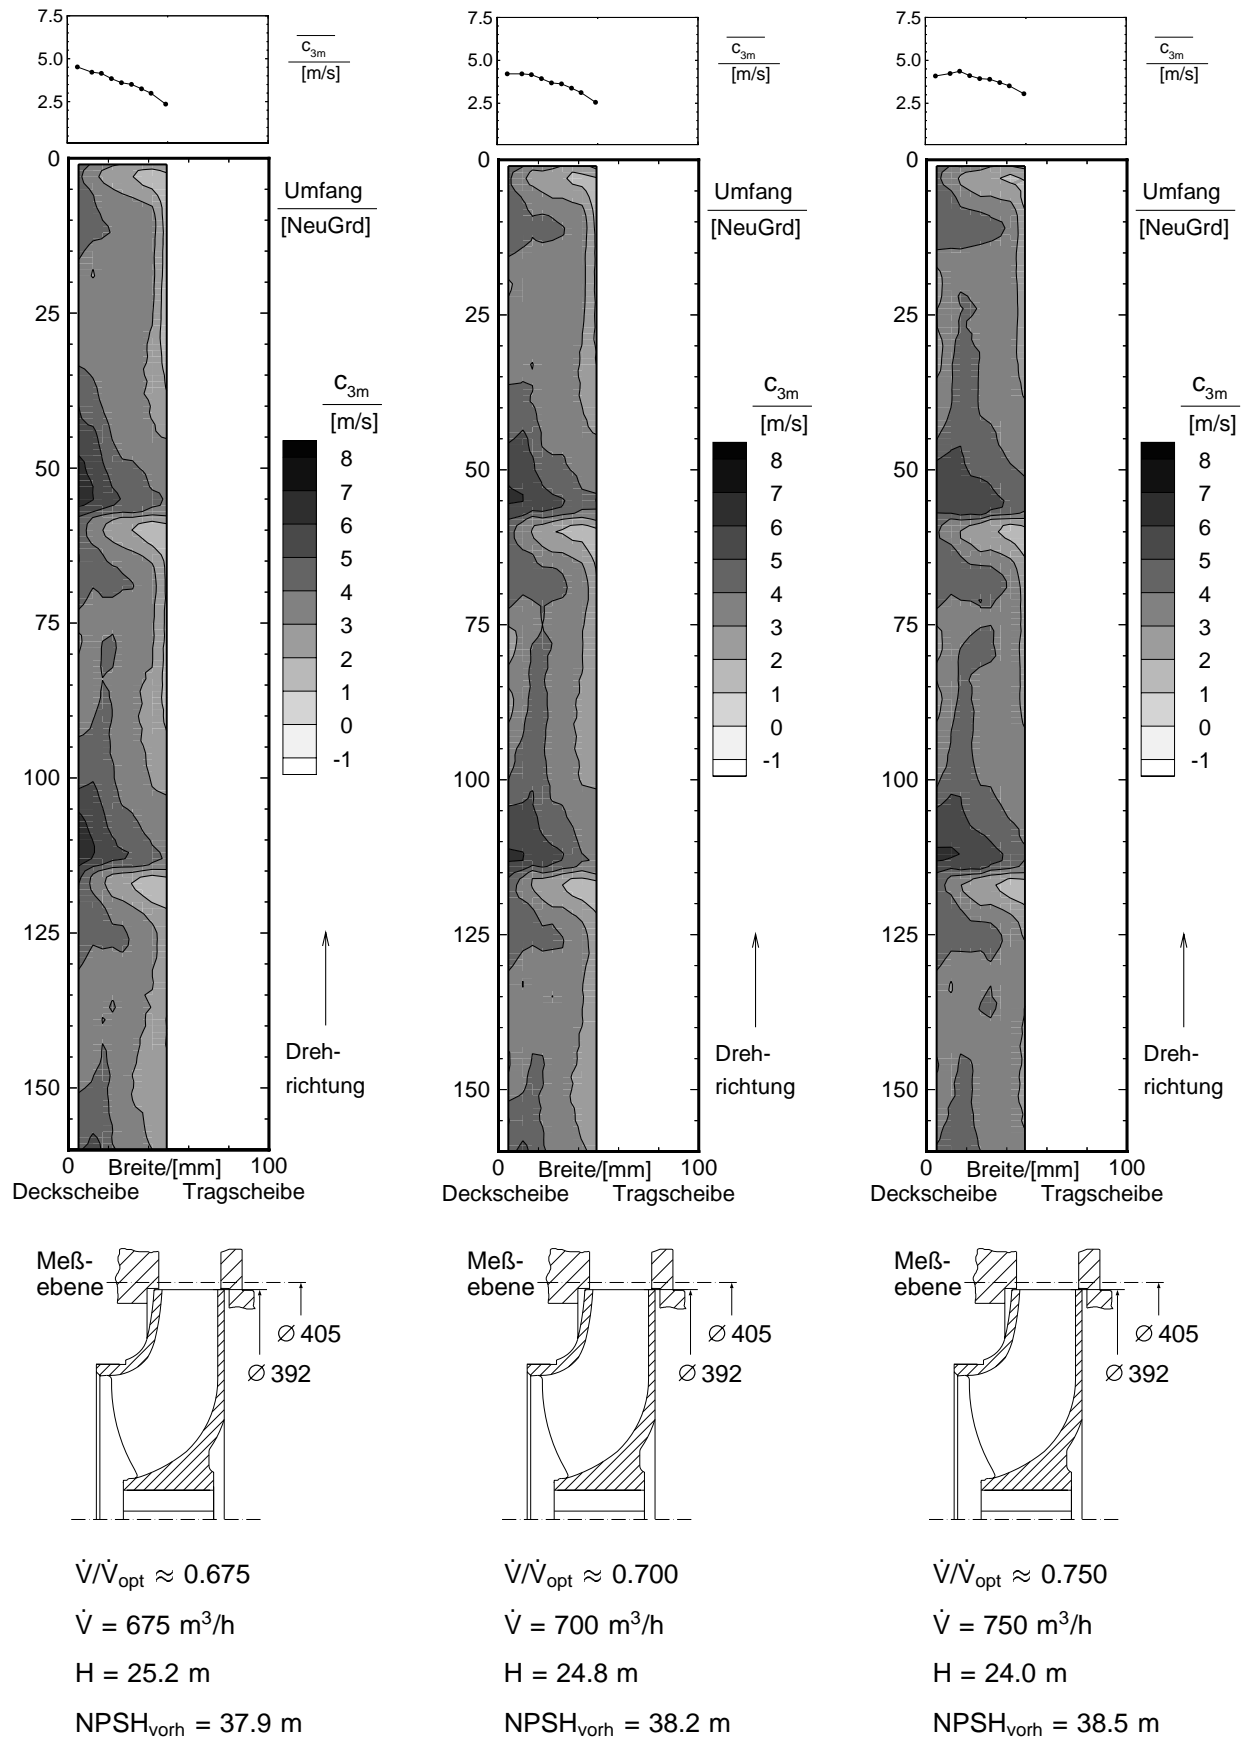 7.5
5.0
2.5
c3m
[m/s]
0
25
50
75
100
125
150
Umfang
[NeuGrd]
c3m
[m/s]
8
7
6
5
4
3
2
1
0
-1
Dreh-
richtung
0 Breite/[mm] 100
Deckscheibe Tragscheibe
Meß-
ebene
∅ 405
∅ 392
V̇/V̇opt ≈ 0.675
V̇ = 675 m³/h
H = 25.2 m
NPSHvorh = 37.9 m
7.5
5.0
2.5
c3m
[m/s]
0
25
50
75
100
125
150
Umfang
[NeuGrd]
c3m
[m/s]
8
7
6
5
4
3
2
1
0
-1
Dreh-
richtung
0 Breite/[mm] 100
Deckscheibe Tragscheibe
Meß-
ebene
∅ 405
∅ 392
V̇/V̇opt ≈ 0.700
V̇ = 700 m³/h
H = 24.8 m
NPSHvorh = 38.2 m
7.5
5.0
2.5
c3m
[m/s]
0
25
50
75
100
125
150
Umfang
[NeuGrd]
c3m
[m/s]
8
7
6
5
4
3
2
1
0
-1
Dreh-
richtung
0 Breite/[mm] 100
Deckscheibe Tragscheibe
Meß-
ebene
∅ 405
∅ 392
V̇/V̇opt ≈ 0.750
V̇ = 750 m³/h
H = 24.0 m
NPSHvorh = 38.5 m